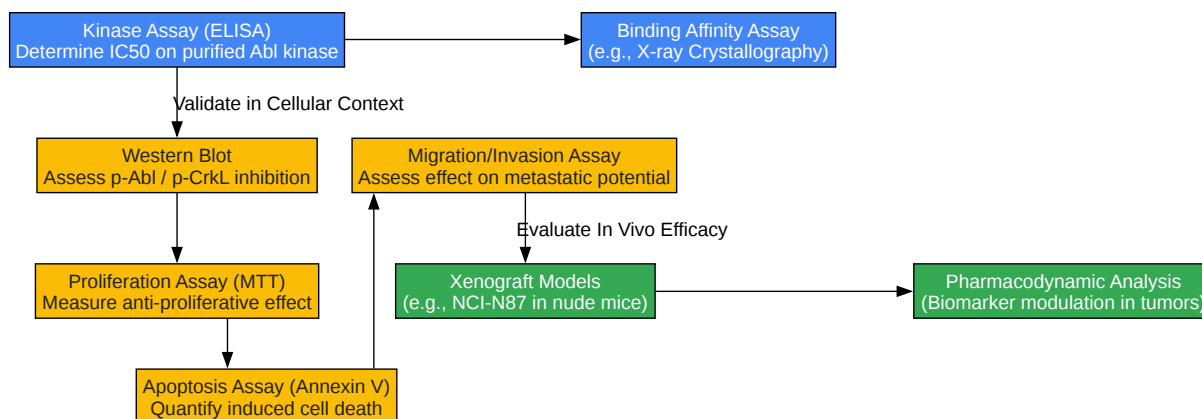 Kinase Assay (ELISA)
Determine IC50 on purified Abl kinase
Binding Affinity Assay
(e.g., X-ray Crystallography)
Validate in Cellular Context
Western Blot
Assess p-Abl / p-CrkL inhibition
Migration/Invasion Assay
Assess effect on metastatic potential
Evaluate In Vivo Efficacy
Proliferation Assay (MTT)
Measure anti-proliferative effect
Xenograft Models
(e.g., NCI-N87 in nude mice)
Pharmacodynamic Analysis
(Biomarker modulation in tumors)
Apoptosis Assay (Annexin V)
Quantify induced cell death